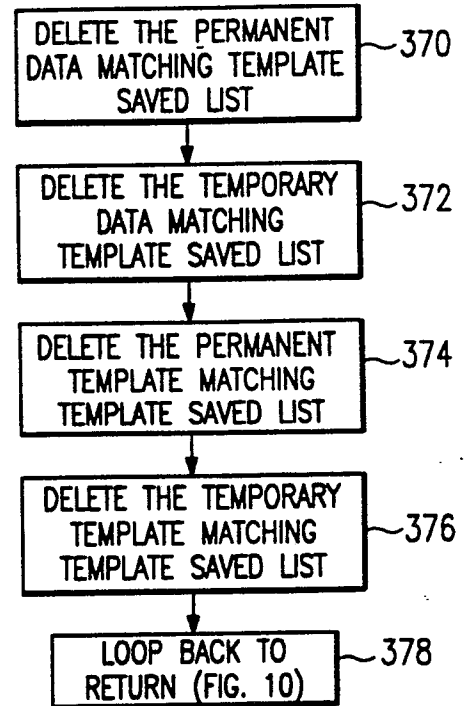 DELETE THE PERMANENT
DATA MATCHING TEMPLATE
SAVED LIST
370
DELETE THE TEMPORARY
DATA MATCHING
TEMPLATE SAVED LIST
372
DELETE THE PERMANENT
TEMPLATE MATCHING
TEMPLATE SAVED LIST
374
DELETE THE TEMPORARY
TEMPLATE MATCHING
TEMPLATE SAVED LIST
376
LOOP BACK TO
RETURN (FIG. 10)
378